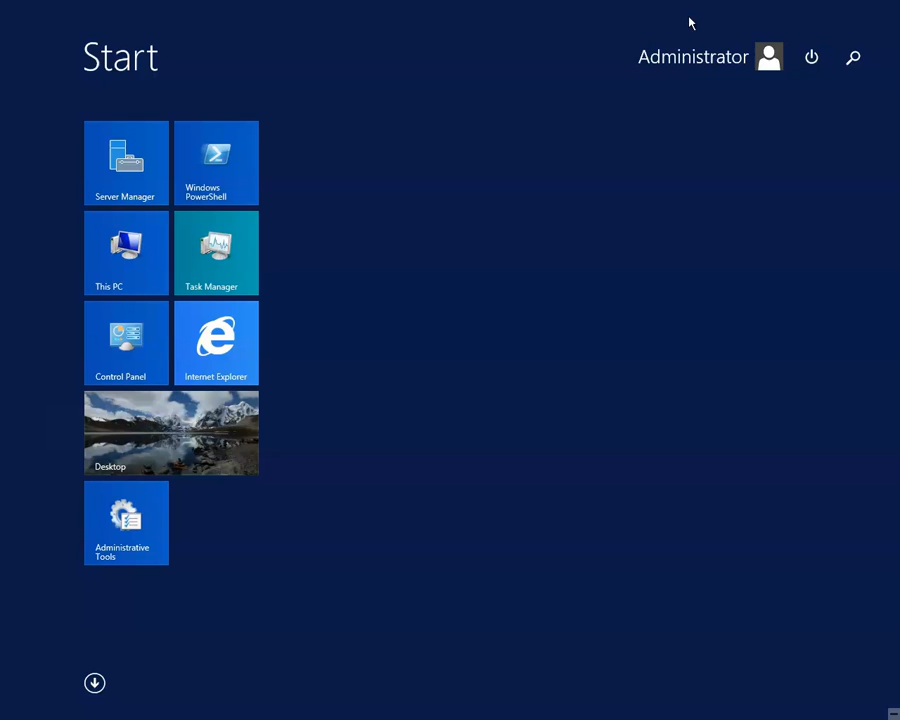 Start
Administrator
Server Manager
Windows
PowerShell
This PC
Task Manager
Control Panel
Internet Explorer
Desktop
Administrative
Tools